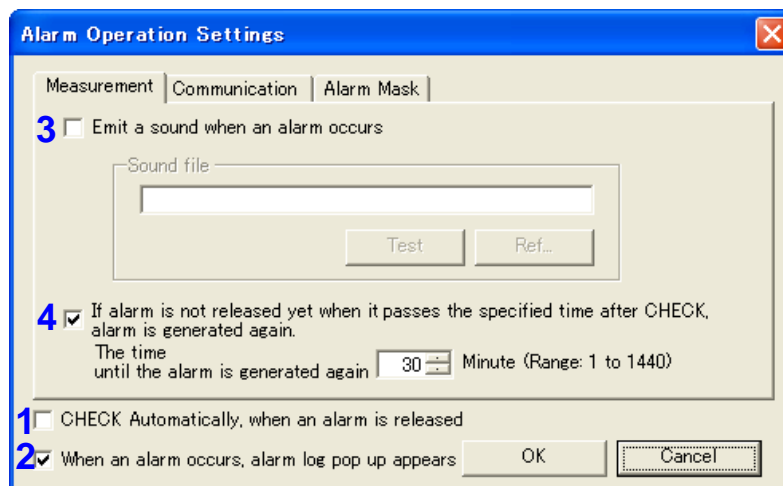 Alarm Operation Settings
Measurement Communication Alarm Mask
3 Emit a sound when an alarm occurs
Sound file
Test Ref...
4 If alarm is not released yet when it passes the specified time after CHECK,
alarm is generated again.
The time
until the alarm is generated again 30 Minute (Range: 1 to 1440)
1 CHECK Automatically, when an alarm is released
2 When an alarm occurs, alarm log pop up appears OK Cancel